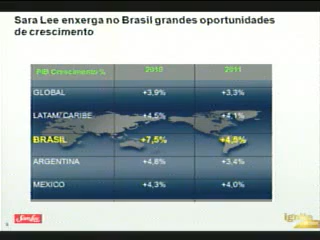 Sara Lee enxerga no Brasil grandes oportunidades
de crescimento
PIB Crescimento % 2010 2011
GLOBAL +3,9% +3,3%
LATAM/ CARIBE +4,5% +4,1%
BRASIL +7,5% +4,5%
ARGENTINA +4,8% +3,4%
MEXICO +4,3% +4,0%
Sara Lee